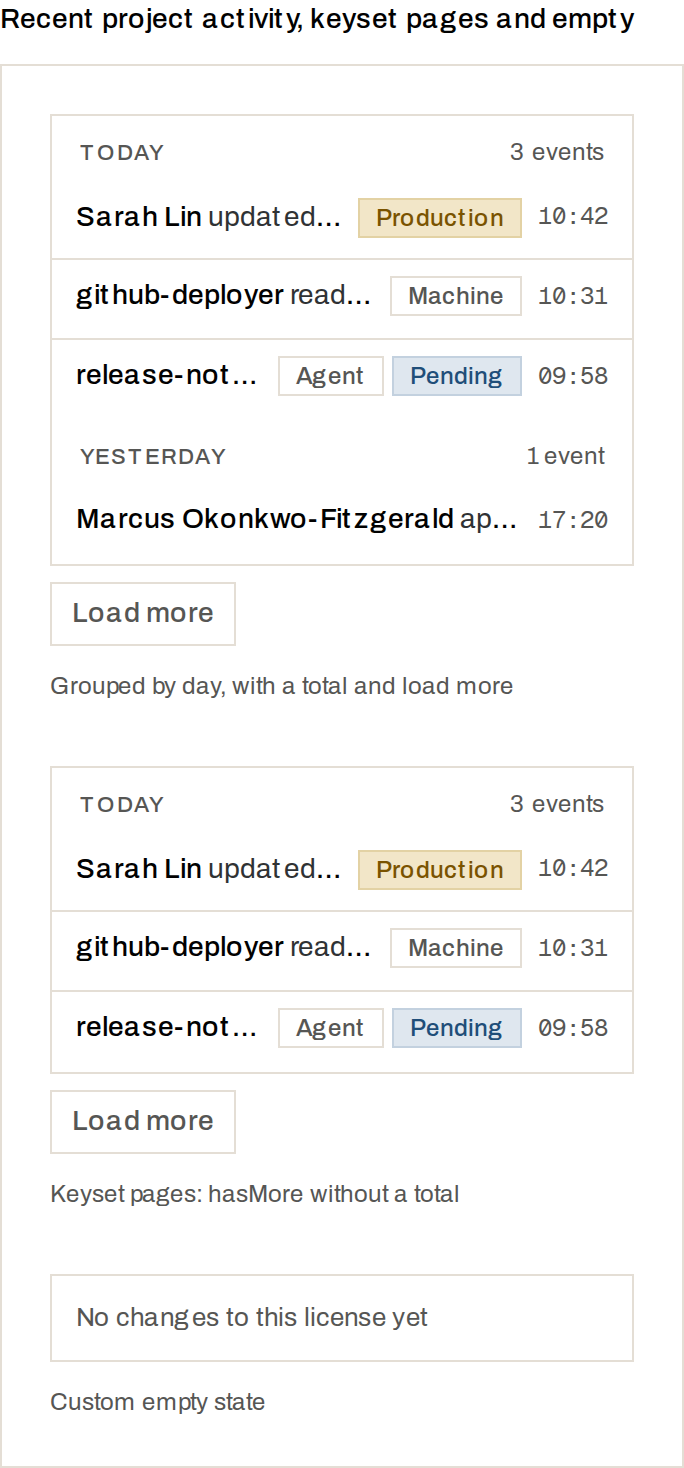 Recent project activity, keyset pages and empty
TODAY 3 events
Sarah Lin updated... Production 10:42
github-deployer read... Machine 10:31
release-not... Agent Pending 09:58
YESTERDAY 1 event
Marcus Okonkwo-Fitzgerald ap... 17:20
Load more
Grouped by day, with a total and load more
TODAY 3 events
Sarah Lin updated... Production 10:42
github-deployer read... Machine 10:31
release-not... Agent Pending 09:58
Load more
Keyset pages: hasMore without a total
No changes to this license yet
Custom empty state